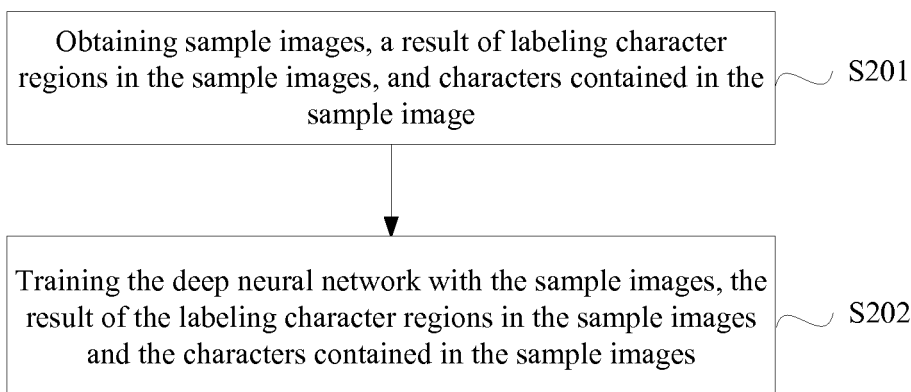 Obtaining sample images, a result of labeling character
regions in the sample images, and characters contained in the
sample image
S201
Training the deep neural network with the sample images, the
result of the labeling character regions in the sample images
and the characters contained in the sample images
S202